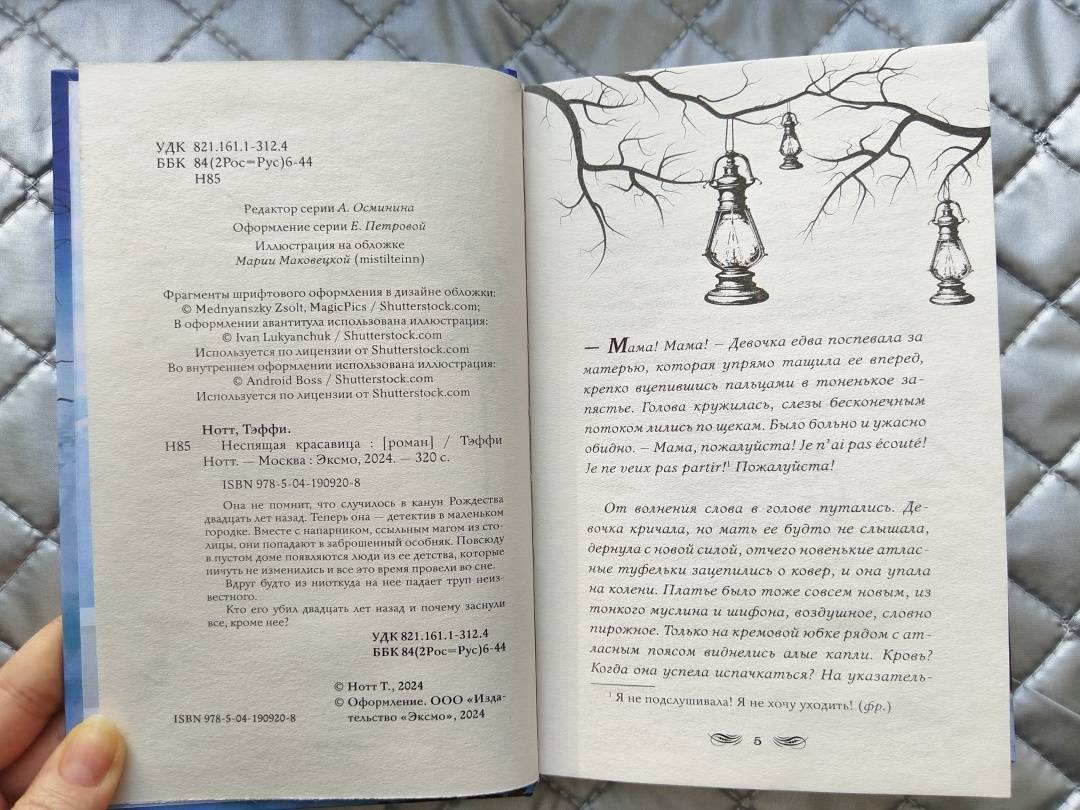 УДК 821.161.1-312.4
ББК 84(2Рос=Рус)6-44
Н85
Редактор серии А. Осминина
Оформление серии Е. Петровой
Иллюстрация на обложке
Марии Маковецкой (mistilteinn)
Фрагменты шрифтового оформления в дизайне обложки:
© Mednyanszky Zsolt, MagicPics / Shutterstock.com;
В оформлении авантитула использована иллюстрация:
© Ivan Lukyanchuk / Shutterstock.com
Используется по лицензии от Shutterstock.com
Во внутреннем оформлении использована иллюстрация:
© Android Boss / Shutterstock.com
Используется по лицензии от Shutterstock.com
Нотт, Тэффи.
Н85 Неспящая красавица : [роман] / Тэффи
Нотт. — Москва : Эксмо, 2024. — 320 с.
ISBN 978-5-04-190920-8
Она не помнит, что случилось в канун Рождества
двадцать лет назад. Теперь она — детектив в маленьком
городке. Вместе с напарником, ссыльным магом из сто-
лицы, они попадают в заброшенный особняк. Повсюду
в пустом доме появляются люди из ее детства, которые
ничуть не изменились и все это время провели во сне.
Вдруг будто из ниоткуда на нее падает труп неиз-
вестного.
Кто его убил двадцать лет назад и почему заснули
все, кроме нее?
УДК 821.161.1-312.4
ББК 84(2Рос=Рус)6-44
© Нотт Т., 2024
© Оформление. ООО «Изда-
тельство «Эксмо», 2024
ISBN 978-5-04-190920-8
— Мама! Мама! — Девочка едва поспевала за
матерью, которая упрямо тащила ее вперед,
крепко вцепившись пальцами в тоненькое за-
пястье. Голова кружилась, слезы бесконечным
потоком лились по щекам. Было больно и ужасно
обидно. – Мама, пожалуйста! Je n'ai pas écouté!
Je ne veux pas partir!¹ Пожалуйста!
От волнения слова в голове путались. Де-
вочка кричала, но мать ее будто не слышала,
дернула с новой силой, отчего новенькие атлас-
ные туфельки зацепились о ковер, и она упала
на колени. Платье было тоже совсем новым, из
тонкого муслина и шифона, воздушное, словно
пирожное. Только на кремовой юбке рядом с ат-
ласным поясом виднелись алые капли. Кровь?
Когда она успела испачкаться? На указатель-
¹ Я не подслушивала! Я не хочу уходить! (фр.)
5